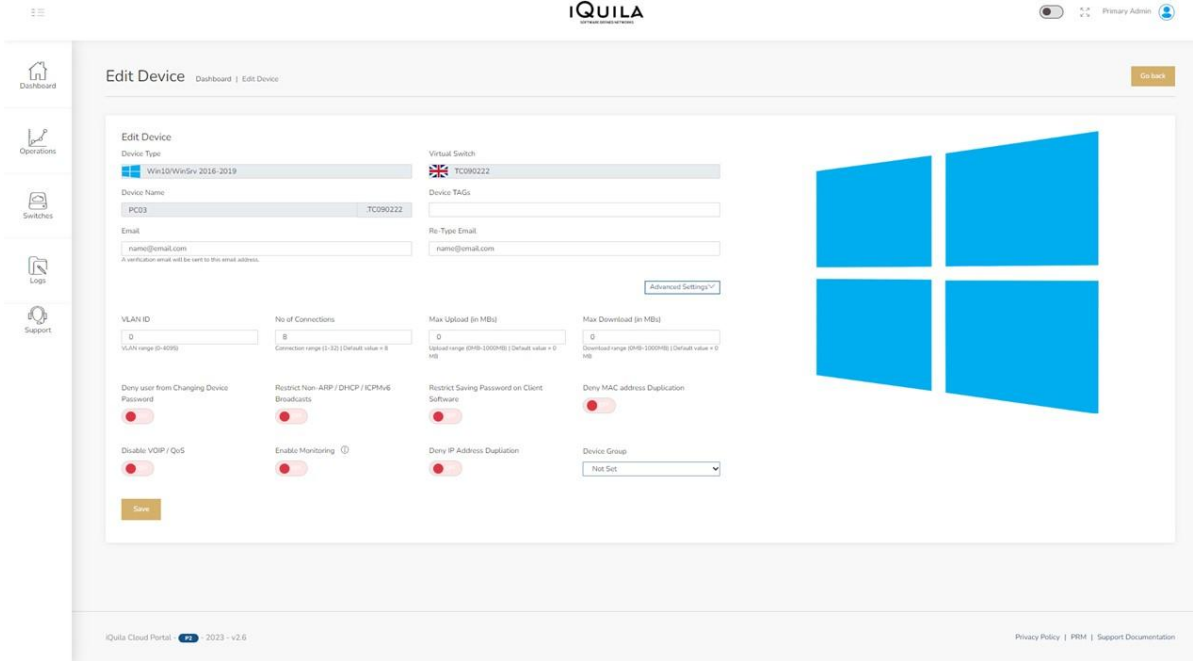 IQUILA
SOFTWARE DEFINED NETWORKS
Primary Admin
Dashboard
Operations
Switches
Logs
Support
Edit Device Dashboard | Edit Device
Go back
Edit Device
Device Type Virtual Switch
Win10/WinSrv 2016-2019 TC090222
Device Name Device TAGs
PC03 .TC090222
Email Re-Type Email
name@email.com name@email.com
A verification email will be sent to this email address.
Advanced Settings
VLAN ID No of Connections Max Upload (in MBs) Max Download (in MBs)
0 8 0 0
VLAN range (0-4095) Connection range (1-32) | Default value = 8 Upload range (0MB-1000MB) | Default value = 0 Download range (0MB-1000MB) | Default value = 0
MB MB
Deny user from Changing Device Restrict Non-ARP / DHCP / ICPMv6 Restrict Saving Password on Client Deny MAC address Duplication
Password Broadcasts Software
Disable VOIP / QoS Enable Monitoring Deny IP Address Dupliation Device Group
Not Set
Save
iQuila Cloud Portal - P2 - 2023 - v2.6
Privacy Policy | PRM | Support Documentation